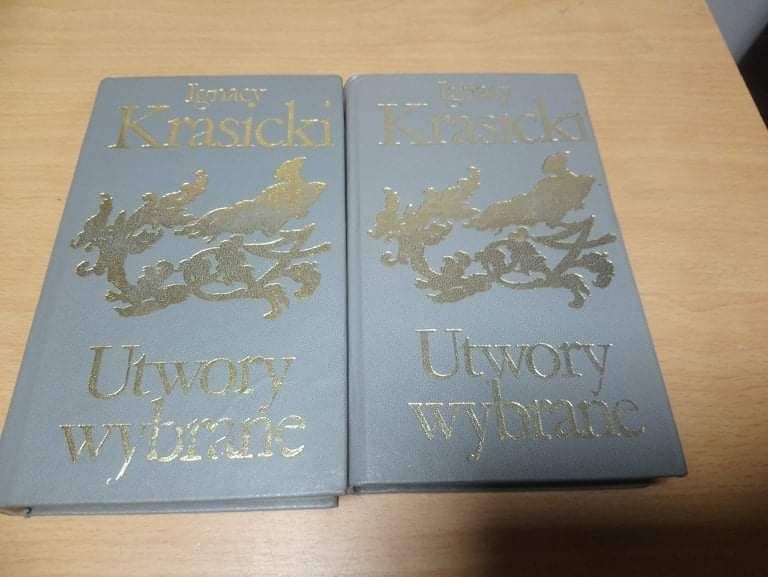 Ignacy
Krasicki
Utwory
wybrane
Ignacy
Krasicki
Utwory
wybrane